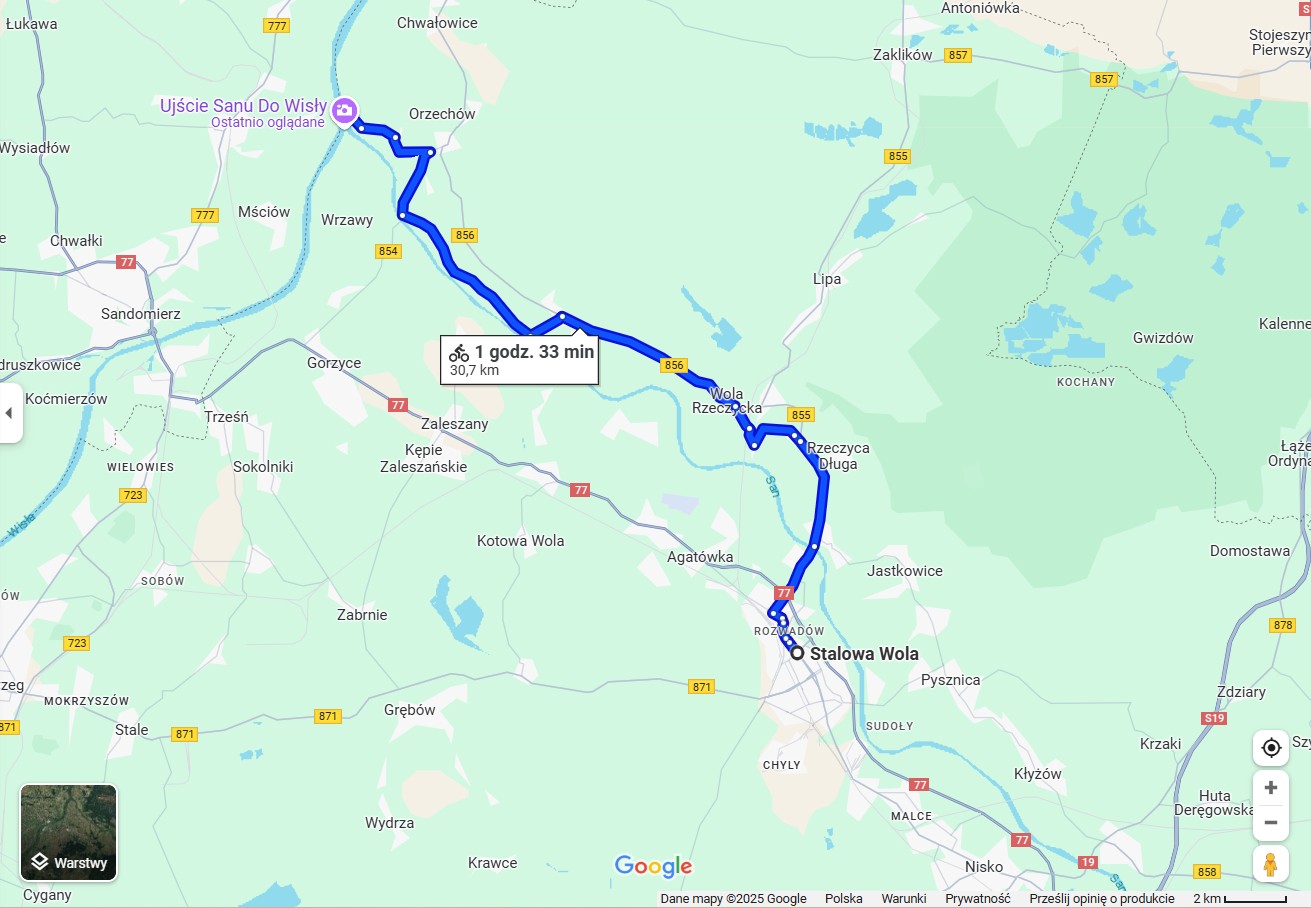 Antoniówka
S
Łukawa
777
Chwałowice
Stojeszyn
Pierwszy
Zaklików
857
857
Ujście Sanu Do Wisły
Ostatnio oglądane
Orzechów
Wysiadłów
855
777
Mściów
Wrzawy
856
Chwałki
854
77
Lipa
Sandomierz
Kalenne
Gwizdów
druszkowice
Gorzyce
1 godz. 33 min
30,7 km
856
KOCHANY
Koćmierzów
Wola
Rzeczycka
77
Trześń
855
Zaleszany
Rzeczyca
Długa
Kępie
Zaleszańskie
Łąże
Ordyna
WIELOWIES
Sokolniki
77
723
San
Wisła
Kotowa Wola
Domostawa
Agatówka
Jastkowice
SOBÓW
77
ÓW
Zabrnie
878
ROZWADÓW
723
Stalowa Wola
Pysznica
zeg
871
Zdziary
MOKRZYSZÓW
Grębów
871
S19
871
Stale
871
SUDOŁY
Krzaki
Szy
CHYLY
Kłyżów
77
Huta
Deręgowska
Wydrza
MALCE
77
Warstwy
Krawce
Google
Nisko
19
858
Cygany
San
Dane mapy ©2025 Google
Polska
Warunki
Prywatność
Prześlij opinię o produkcie
2 km